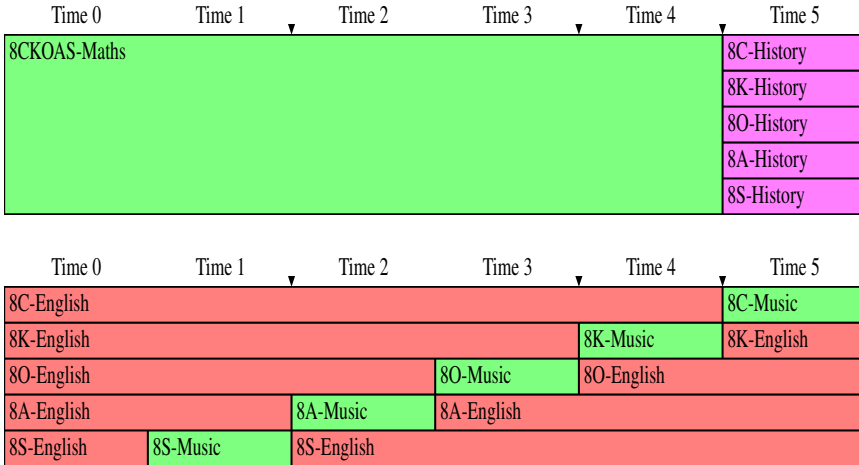 Time 0 Time 1 Time 2 Time 3 Time 4 Time 5
8CKOAS-Maths 8C-History
8K-History
8O-History
8A-History
8S-History
Time 0 Time 1 Time 2 Time 3 Time 4 Time 5
8C-English 8C-Music
8K-English 8K-Music 8K-English
8O-English 8O-Music 8O-English
8A-English 8A-Music 8A-English
8S-English 8S-Music 8S-English